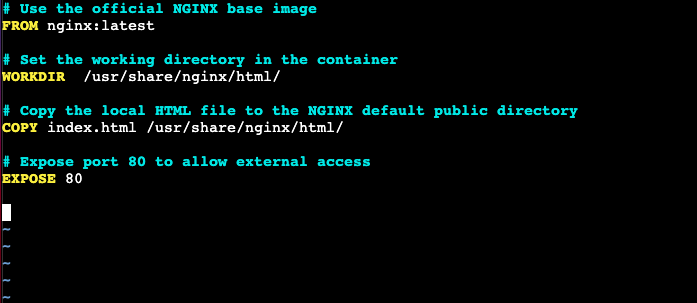 # Use the official NGINX base image
FROM nginx:latest
# Set the working directory in the container
WORKDIR  /usr/share/nginx/html/
# Copy the local HTML file to the NGINX default public directory
COPY index.html /usr/share/nginx/html/
# Expose port 80 to allow external access
EXPOSE 80
~
~
~
~
~